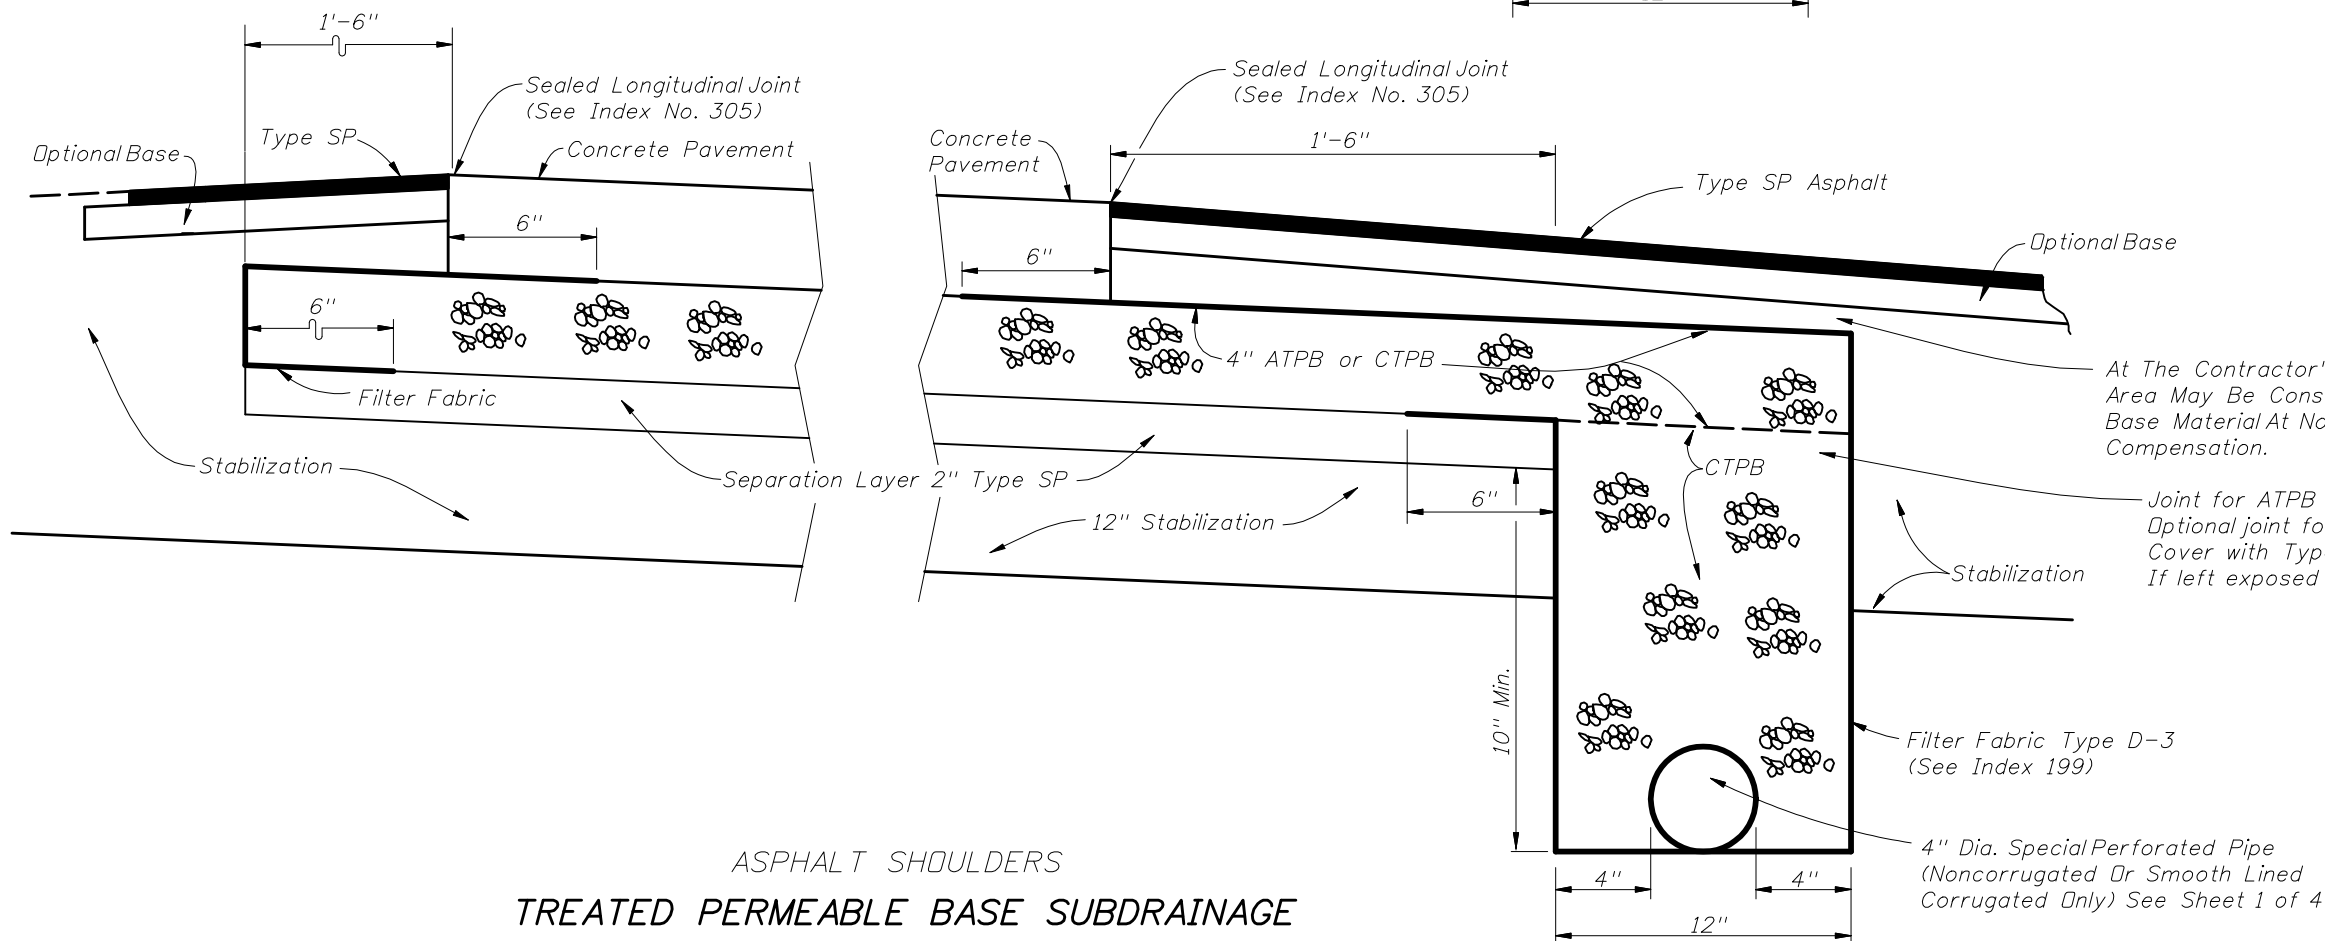 1'-6"
Sealed Longitudinal Joint
(See Index No. 305)
Type SP
Optional Base
Concrete Pavement
6"
6"
Filter Fabric
Stabilization
Separation Layer 2" Type SP
Sealed Longitudinal Joint
(See Index No. 305)
Concrete
Pavement
1'-6"
Type SP Asphalt
6"
Optional Base
4" ATPB or CTPB
At The Contractor'
Area May Be Cons
Base Material At No
Compensation.
CTPB
6"
12" Stabilization
Joint for ATPB
Optional joint fo
Cover with Typ
If left exposed
Stabilization
10" Min.
Filter Fabric Type D-3
(See Index 199)
4" Dia. Special Perforated Pipe
(Noncorrugated Or Smooth Lined
Corrugated Only) See Sheet 1 of 4
4"
4"
12"
ASPHALT SHOULDERS
TREATED PERMEABLE BASE SUBDRAINAGE